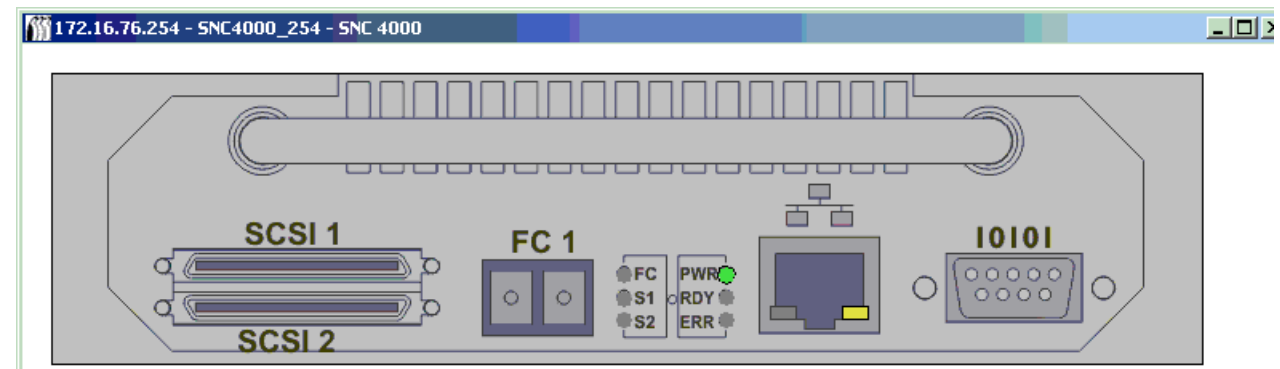 172.16.76.254 - SNC4000_254 - SNC 4000
SCSI 1
SCSI 2
FC 1
FC PWR
S1 RDY
S2 ERR
IOIOI